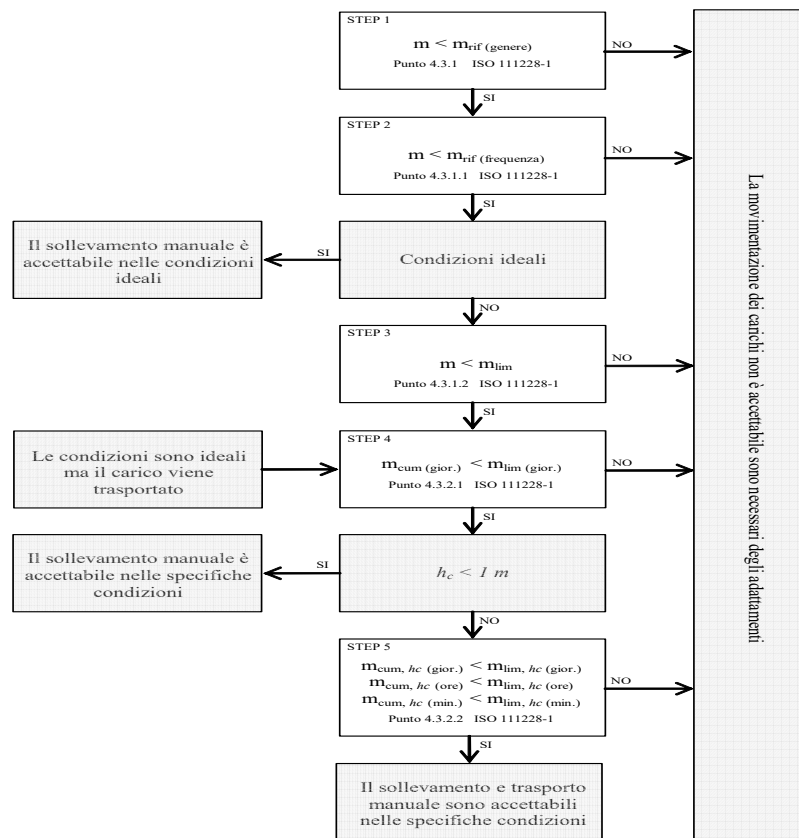 STEP 1
m < mrif (genere)
Punto 4.3.1 ISO 111228-1
NO
SI
STEP 2
m < mrif (frequenza)
Punto 4.3.1.1 ISO 111228-1
NO
SI
Il sollevamento manuale è
accettabile nelle condizioni
ideali
SI
Condizioni ideali
NO
STEP 3
m < mlim
Punto 4.3.1.2 ISO 111228-1
NO
SI
Le condizioni sono ideali
ma il carico viene
trasportato
STEP 4
mcum (gior.) < mlim (gior.)
Punto 4.3.2.1 ISO 111228-1
NO
SI
Il sollevamento manuale è
accettabile nelle specifiche
condizioni
SI
hc < 1 m
NO
STEP 5
mcum, hc (gior.) < mlim, hc (gior.)
mcum, hc (ore) < mlim, hc (ore)
mcum, hc (min.) < mlim, hc (min.)
Punto 4.3.2.2 ISO 111228-1
NO
SI
Il sollevamento e trasporto
manuale sono accettabili
nelle specifiche condizioni
La movimentazione dei carichi non è accettabile sono necessari degli adattamenti